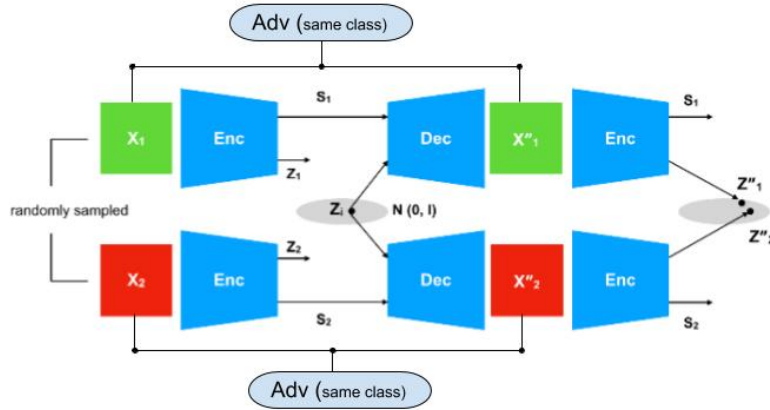 Adv (same class)
X₁
Enc
S₁
Z₁
Dec
X″₁
Enc
S₁
Z″₁
randomly sampled
Zᵢ
N (0, I)
Z″₂
X₂
Enc
Z₂
S₂
Dec
X″₂
Enc
S₂
Adv (same class)